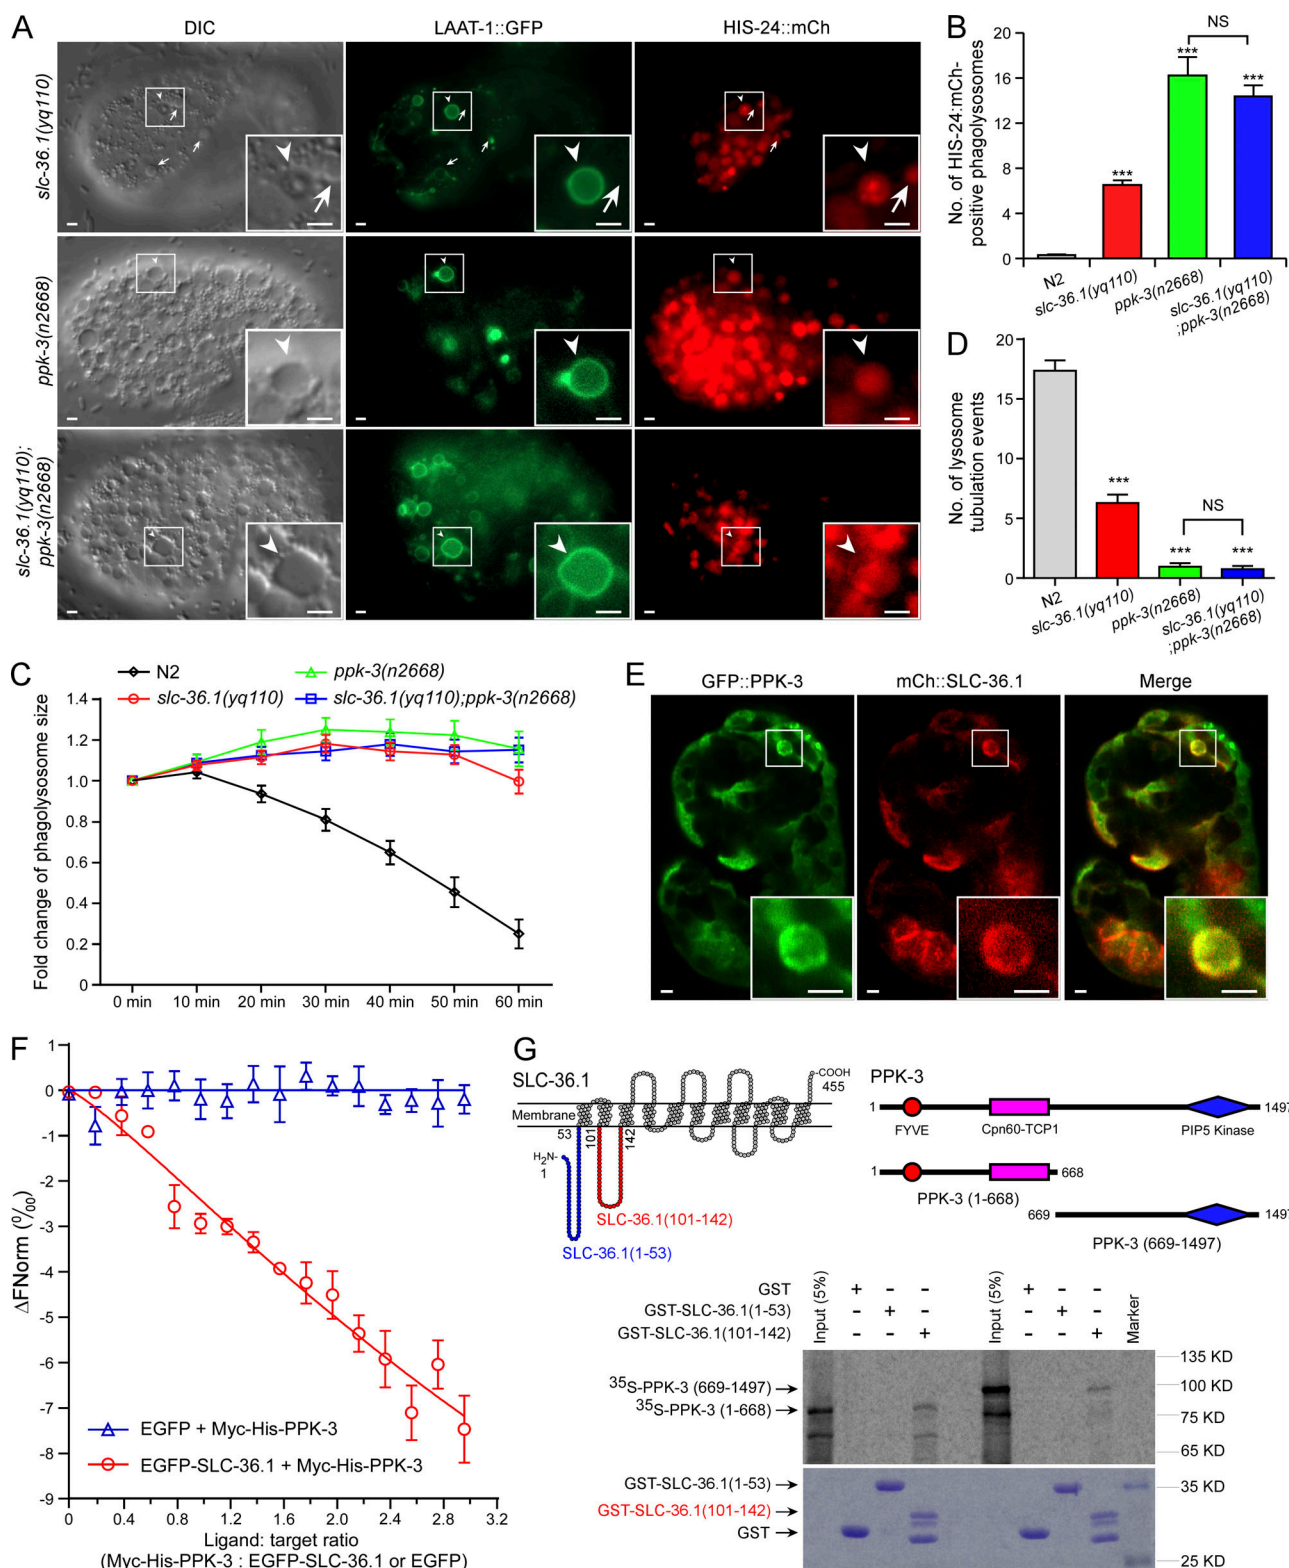 A
DIC
LAAT-1::GFP
HIS-24::mCh
slc-36.1(yq110)
ppk-3(n2668)
slc-36.1(yq110);
ppk-3(n2668)
B
No. of HIS-24::mCh-
positive phagolysosomes
20
16
12
8
4
0
NS
***
***
***
N2
slc-36.1(yq110)
ppk-3(n2668)
slc-36.1(yq110)
;ppk-3(n2668)
D
No. of lysosome
tubulation events
20
15
10
5
0
NS
***
***
***
N2
slc-36.1(yq110)
ppk-3(n2668)
slc-36.1(yq110)
;ppk-3(n2668)
C
N2
ppk-3(n2668)
slc-36.1(yq110)
slc-36.1(yq110);ppk-3(n2668)
Fold change of phagolysosome size
1.4
1.2
1.0
0.8
0.6
0.4
0.2
0
0 min
10 min
20 min
30 min
40 min
50 min
60 min
E
GFP::PPK-3
mCh::SLC-36.1
Merge
F
ΔFNorm (0/00)
1
0
-1
-2
-3
-4
-5
-6
-7
-8
-9
EGFP + Myc-His-PPK-3
EGFP-SLC-36.1 + Myc-His-PPK-3
0
0.4
0.8
1.2
1.6
2.0
2.4
2.8
3.2
Ligand: target ratio
(Myc-His-PPK-3 : EGFP-SLC-36.1 or EGFP)
G
SLC-36.1
-COOH
455
Membrane
53
101
142
H2N-
1
SLC-36.1(101-142)
SLC-36.1(1-53)
PPK-3
1
1497
FYVE
Cpn60-TCP1
PIP5 Kinase
1
668
PPK-3 (1-668)
669
1497
PPK-3 (669-1497)
Input (5%)
Input (5%)
Marker
GST + - - + - -
GST-SLC-36.1(1-53) - + - - + -
GST-SLC-36.1(101-142) - - + - - +
135 KD
35S-PPK-3 (669-1497)
100 KD
35S-PPK-3 (1-668)
75 KD
65 KD
GST-SLC-36.1(1-53)
35 KD
GST-SLC-36.1(101-142)
GST
25 KD